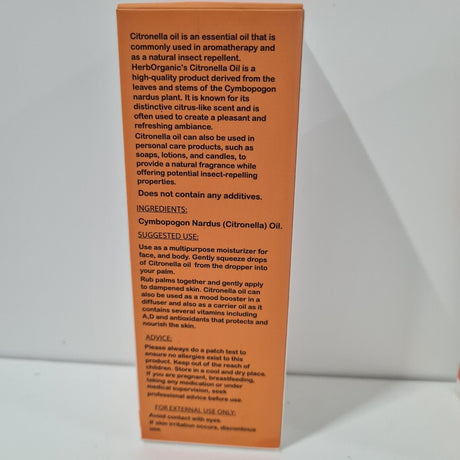 Citronella oil is an essential oil that is
commonly used in aromatherapy and
as a natural insect repellent.
HerbOrganic's Citronella Oil is a
high-quality product derived from the
leaves and stems of the Cymbopogon
nardus plant. It is known for its
distinctive citrus-like scent and is
often used to create a pleasant and
refreshing ambiance.
Citronella oil can also be used in
personal care products, such as
soaps, lotions, and candles, to
provide a natural fragrance while
offering potential insect-repelling
properties.
Does not contain any additives.
INGREDIENTS:
Cymbopogon Nardus (Citronella) Oil.
SUGGESTED USE:
Use as a multipurpose moisturizer for
face, and body. Gently squeeze drops
of Citronella oil from the dropper into
your palm.
Rub palms together and gently apply
to dampened skin. Citronella oil can
also be used as a mood booster in a
diffuser and also as a carrier oil as it
contains several vitamins including
A,D and antioxidants that protects and
nourish the skin.
ADVICE:
Please always do a patch test to
ensure no allergies exist to this
product. Keep out of the reach of
children. Store in a cool and dry place.
If you are pregnant, breastfeeding,
taking any medication or under
medical supervision, seek
professional advice before use.
FOR EXTERNAL USE ONLY:
Avoid contact with eyes.
If skin irritation occurs, discontinue
use.